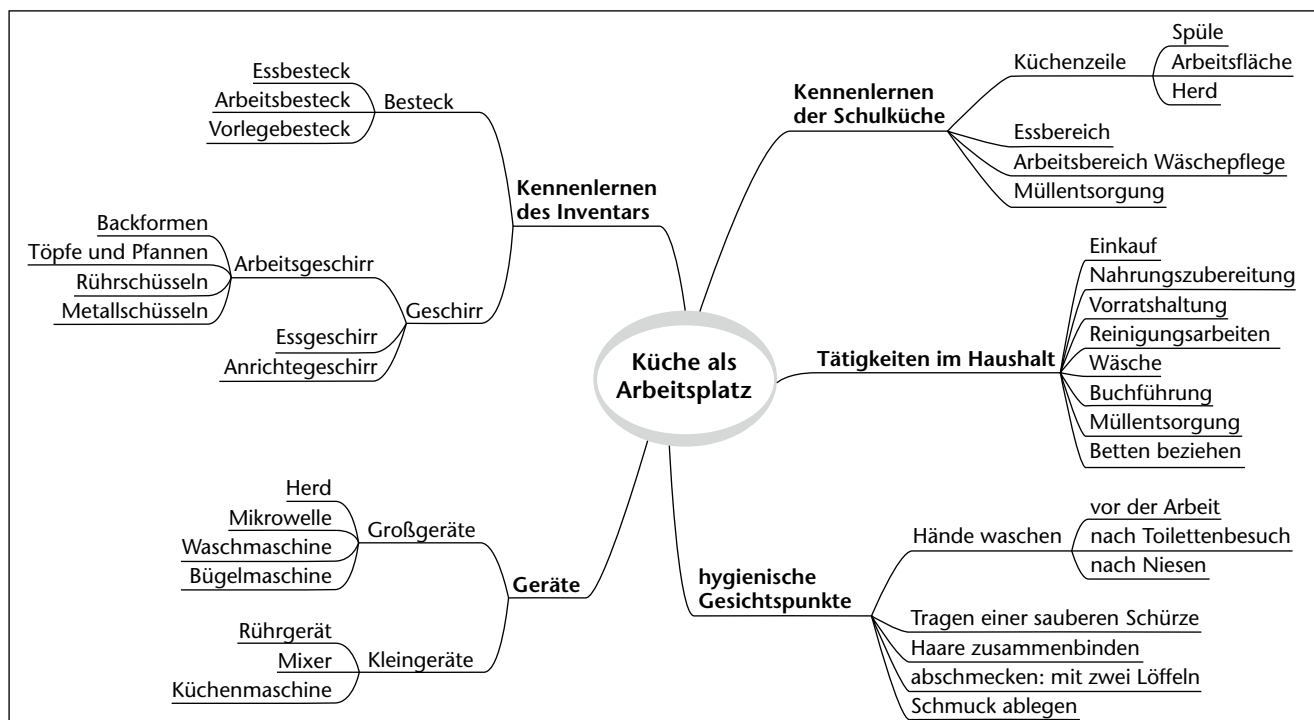 Küche als
Arbeitsplatz
Kennenlernen
der Schulküche
Küchenzeile
Spüle
Arbeitsfläche
Herd
Essbereich
Arbeitsbereich Wäschepflege
Müllentsorgung
Tätigkeiten im Haushalt
Einkauf
Nahrungszubereitung
Vorratshaltung
Reinigungsarbeiten
Wäsche
Buchführung
Müllentsorgung
Betten beziehen
hygienische
Gesichtspunkte
Hände waschen
vor der Arbeit
nach Toilettenbesuch
nach Niesen
Tragen einer sauberen Schürze
Haare zusammenbinden
abschmecken: mit zwei Löffeln
Schmuck ablegen
Kennenlernen
des Inventars
Besteck
Essbesteck
Arbeitsbesteck
Vorlegebesteck
Geschirr
Arbeitsgeschirr
Backformen
Töpfe und Pfannen
Rührschüsseln
Metallschüsseln
Essgeschirr
Anrichtegeschirr
Geräte
Großgeräte
Herd
Mikrowelle
Waschmaschine
Bügelmaschine
Kleingeräte
Rührgerät
Mixer
Küchenmaschine